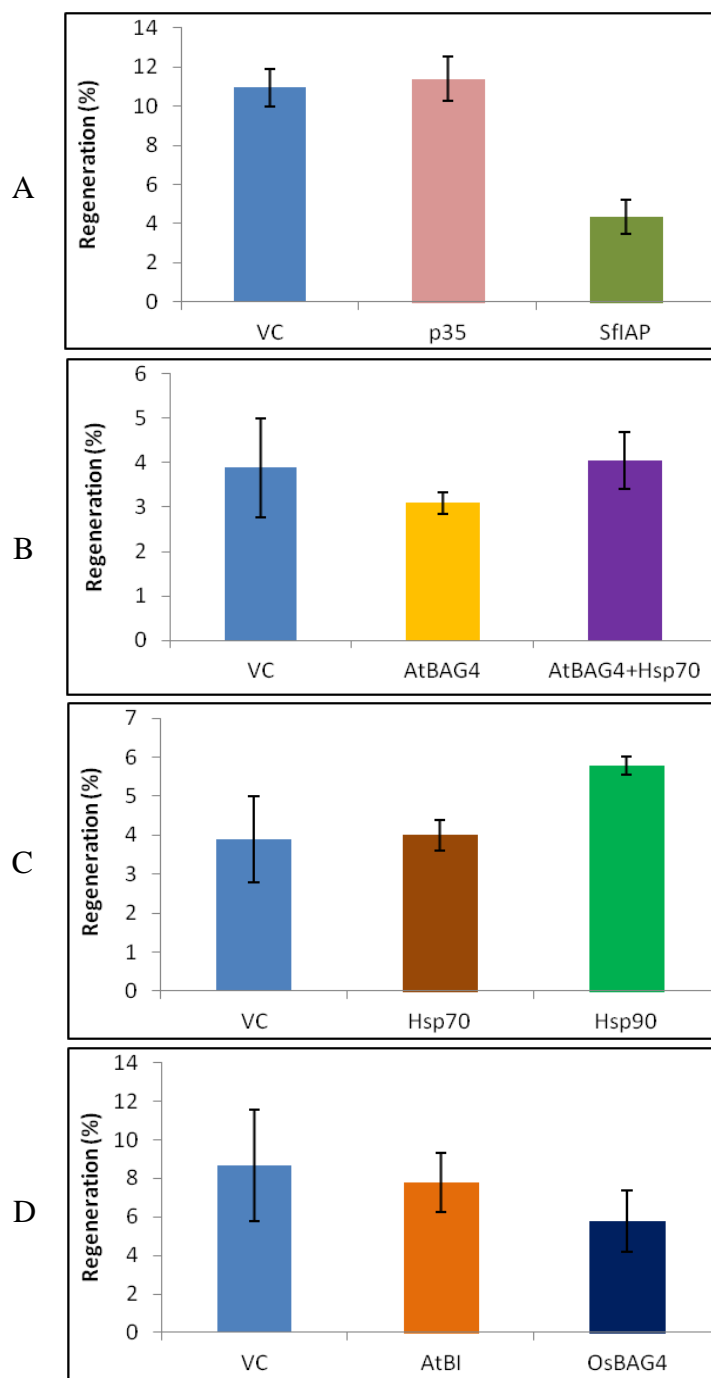 A
Regeneration (%)
14
12
10
8
6
4
2
0
VC p35 SfIAP
B
Regeneration (%)
6
5
4
3
2
1
0
VC AtBAG4 AtBAG4+Hsp70
C
Regeneration (%)
7
6
5
4
3
2
1
0
VC Hsp70 Hsp90
D
Regeneration (%)
14
12
10
8
6
4
2
0
VC AtBI OsBAG4